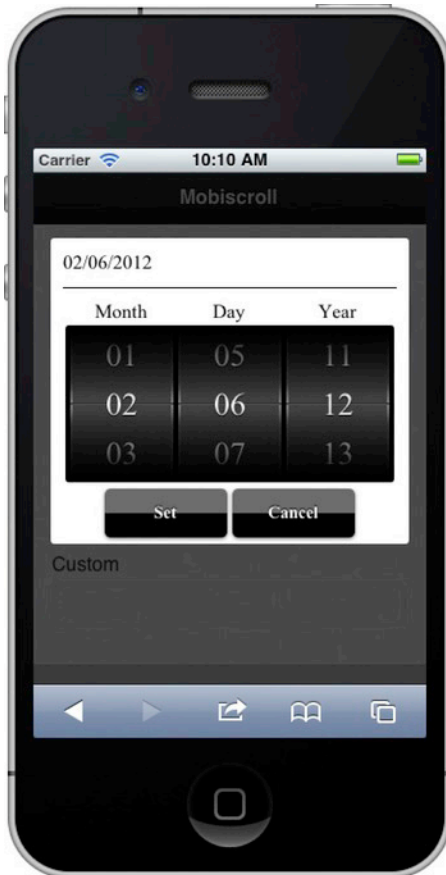 Carrier 10:10 AM
Mobiscroll
02/06/2012
Month Day Year
01 05 11
02 06 12
03 07 13
Set Cancel
Custom